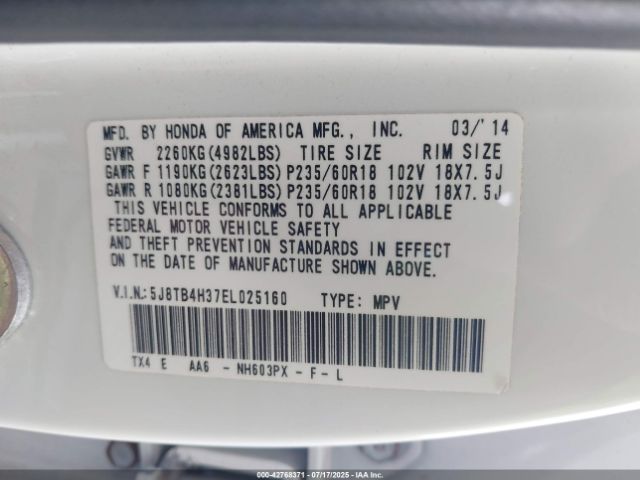 MFD. BY HONDA OF AMERICA MFG., INC. 03/'14
GVWR 2260KG(4982LBS) TIRE SIZE RIM SIZE
GAWR F 1190KG(2623LBS) P235/60R18 102V 18X7.5J
GAWR R 1080KG(2381LBS) P235/60R18 102V 18X7.5J
THIS VEHICLE CONFORMS TO ALL APPLICABLE
FEDERAL MOTOR VEHICLE SAFETY
AND THEFT PREVENTION STANDARDS IN EFFECT
ON THE DATE OF MANUFACTURE SHOWN ABOVE.
V.I.N.:5J8TB4H37EL025160 TYPE: MPV
TX4 E AA6 - NH603PX - F - L
© IAA 000-42768371 07/17/2025 IAAI.COM